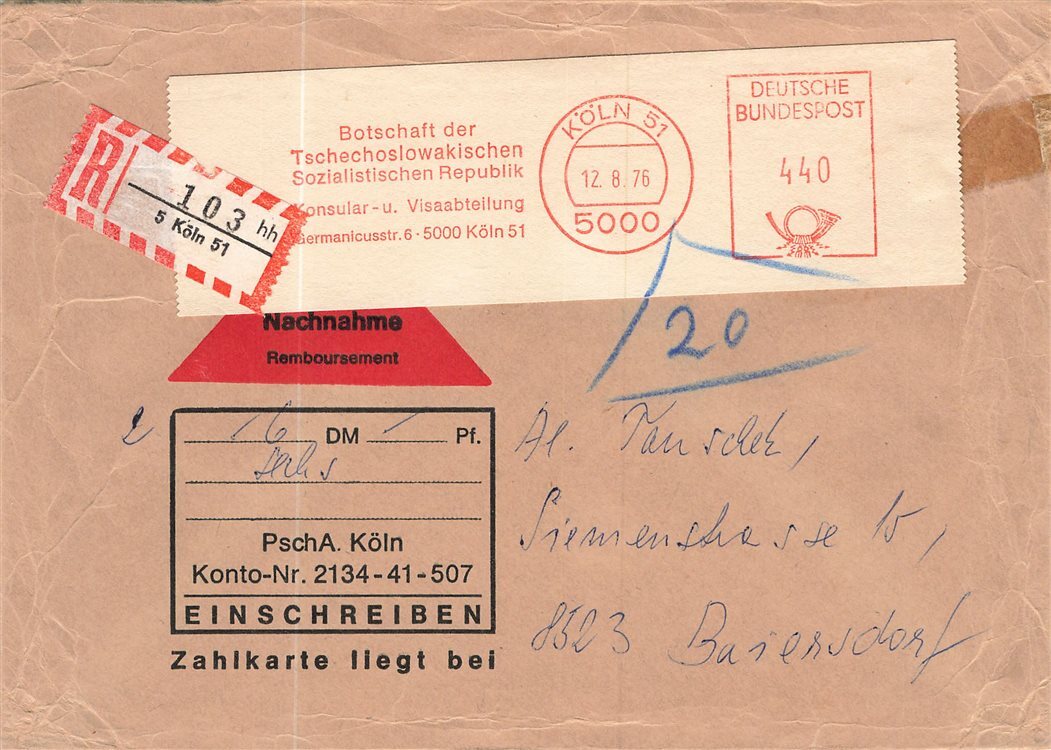 Botschaft der
Tschechoslowakischen
Sozialistischen Republik
Konsular- u. Visaabteilung
Germanicusstr. 6 · 5000 Köln 51
KÖLN 51
12. 8. 76
5000
DEUTSCHE
BUNDESPOST
440
R
103 hh
5 Köln 51
Nachnahme
Remboursement
20
6 DM - Pf.
sechs
PschA. Köln
Konto-Nr. 2134-41-507
EINSCHREIBEN
Zahlkarte liegt bei
Al.
Siemenstrasse 15,
8523 Baiersdorf